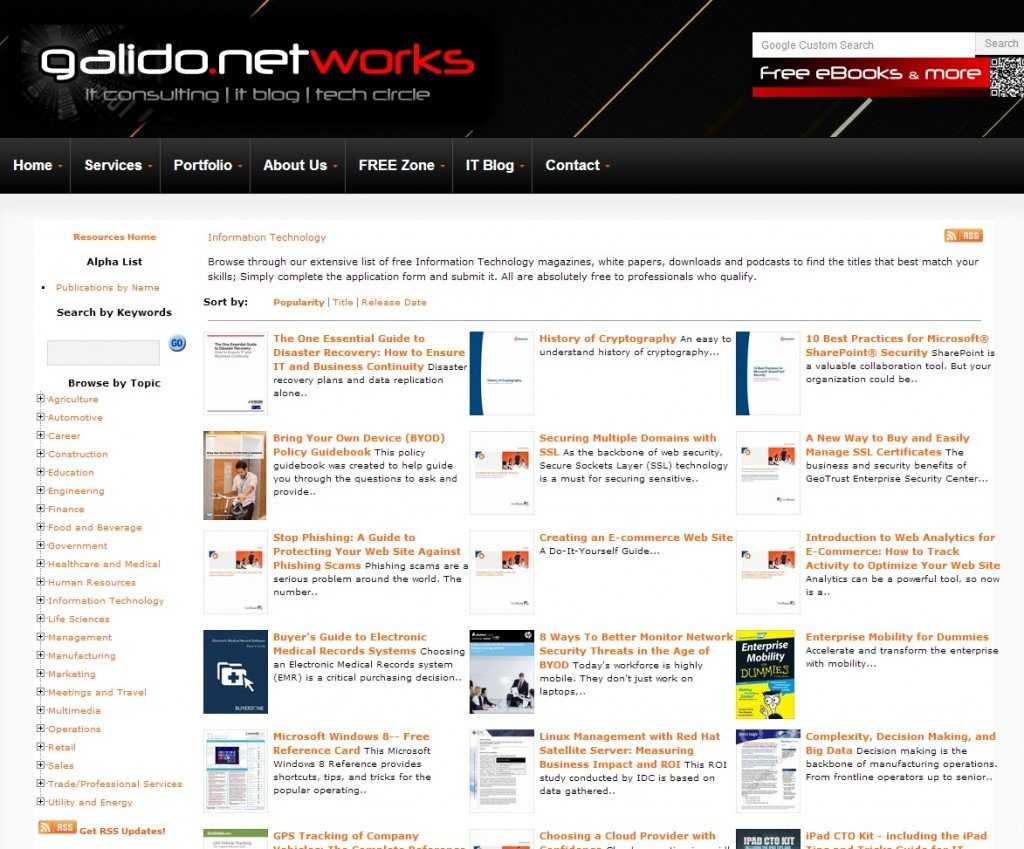 galido.networks
it consulting | it blog | tech circle
Google Custom Search
Search
Free eBooks & more
Home
Services
Portfolio
About Us
FREE Zone
IT Blog
Contact
Resources Home
Alpha List
Publications by Name
Search by Keywords
GO
Browse by Topic
Agriculture
Automotive
Career
Construction
Education
Engineering
Finance
Food and Beverage
Government
Healthcare and Medical
Human Resources
Information Technology
Life Sciences
Management
Manufacturing
Marketing
Meetings and Travel
Multimedia
Operations
Retail
Sales
Trade/Professional Services
Utility and Energy
RSS Get RSS Updates!
Information Technology
RSS
Browse through our extensive list of free Information Technology magazines, white papers, downloads and podcasts to find the titles that best match your
skills; Simply complete the application form and submit it. All are absolutely free to professionals who qualify.
Sort by: Popularity | Title | Release Date
The One Essential Guide to
Disaster Recovery: How to Ensure
IT and Business Continuity Disaster
recovery plans and data replication
alone..
History of Cryptography An easy to
understand history of cryptography...
10 Best Practices for Microsoft®
SharePoint® Security SharePoint is
a valuable collaboration tool. But your
organization could be..
Bring Your Own Device (BYOD)
Policy Guidebook This policy
guidebook was created to help guide
you through the questions to ask and
provide..
Securing Multiple Domains with
SSL As the backbone of web security,
Secure Sockets Layer (SSL) technology
is a must for securing sensitive..
A New Way to Buy and Easily
Manage SSL Certificates The
business and security benefits of
GeoTrust Enterprise Security Center...
Stop Phishing: A Guide to
Protecting Your Web Site Against
Phishing Scams Phishing scams are a
serious problem around the world. The
number..
Creating an E-commerce Web Site
A Do-It-Yourself Guide...
Introduction to Web Analytics for
E-Commerce: How to Track
Activity to Optimize Your Web Site
Analytics can be a powerful tool, so now
is a..
Buyer's Guide to Electronic
Medical Records Systems Choosing
an Electronic Medical Records system
(EMR) is a critical purchasing decision..
8 Ways To Better Monitor Network
Security Threats in the Age of
BYOD Today's workforce is highly
mobile. They don't just work on
laptops,..
Enterprise
Mobility
FOR
DUMMIES
Enterprise Mobility for Dummies
Accelerate and transform the enterprise
with mobility...
Microsoft Windows 8-- Free
Reference Card This Microsoft
Windows 8 Reference provides
shortcuts, tips, and tricks for the
popular operating..
Linux Management with Red Hat
Satellite Server: Measuring
Business Impact and ROI This ROI
study conducted by IDC is based on
data gathered..
Complexity, Decision Making, and
Big Data Decision making is the
backbone of manufacturing operations.
From frontline operators up to senior..
GPS Tracking of Company
Vehicles: The Complete Reference
Choosing a Cloud Provider with
Confidence
IPAD CTO KIT
iPad CTO Kit - including the iPad
Tips and Tricks Guide for IT